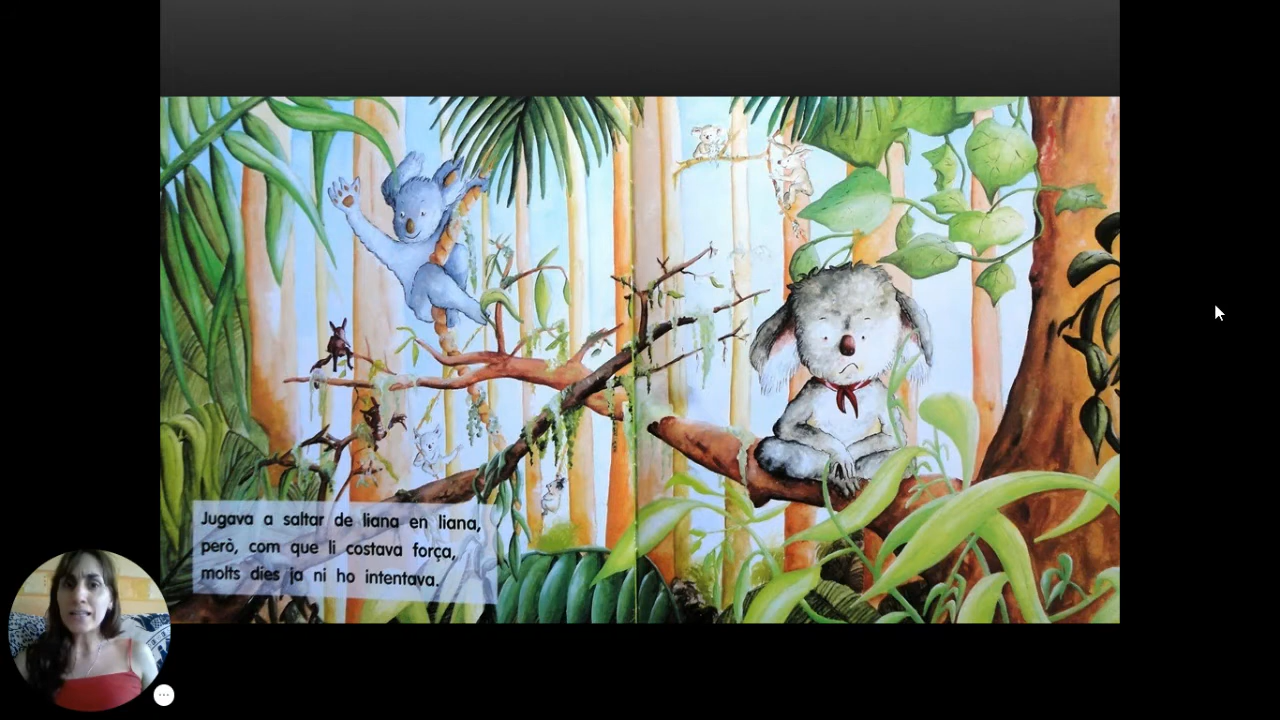 Jugava a saltar de liana en liana,
però, com que li costava força,
molts dies ja ni ho intentava.